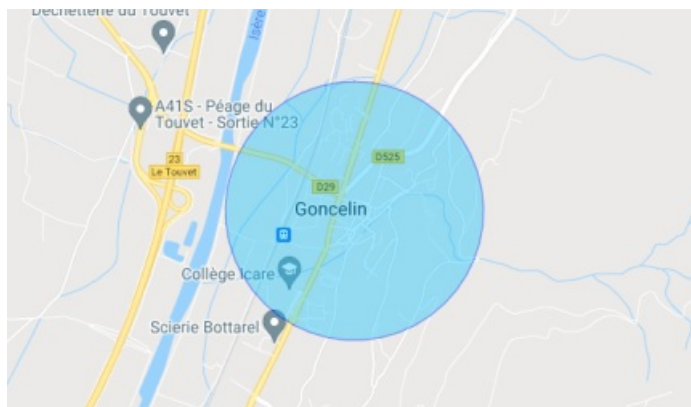 Déchetterie du Touvet
Isère
A41S - Péage du
Touvet - Sortie N°23
23
Le Touvet
D525
D29
Goncelin
Collège Icare
Scierie Bottarel